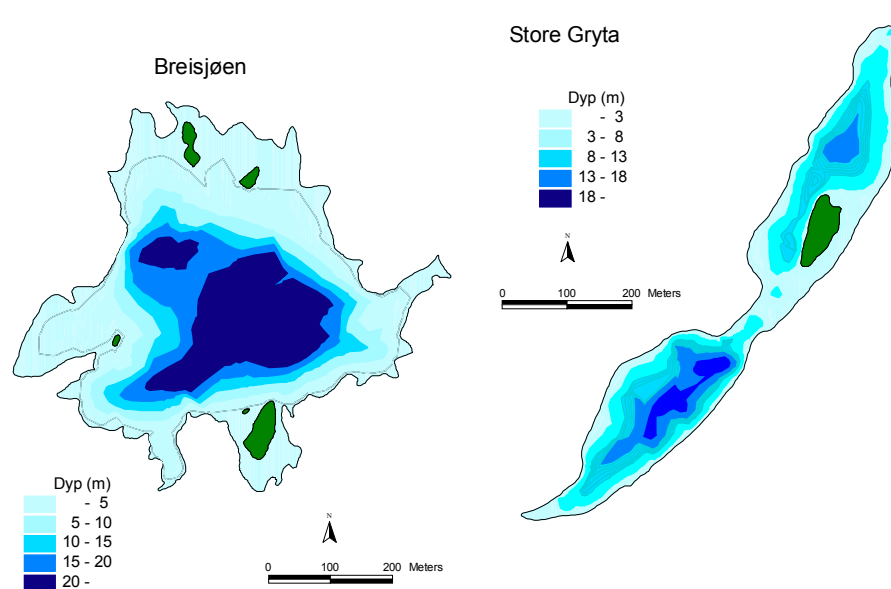 Store Gryta
Breisjøen
Dyp (m)
- 3
3 - 8
8 - 13
13 - 18
18 -
N
0 100 200 Meters
Dyp (m)
- 5
5 - 10
10 - 15
15 - 20
20 -
N
0 100 200 Meters